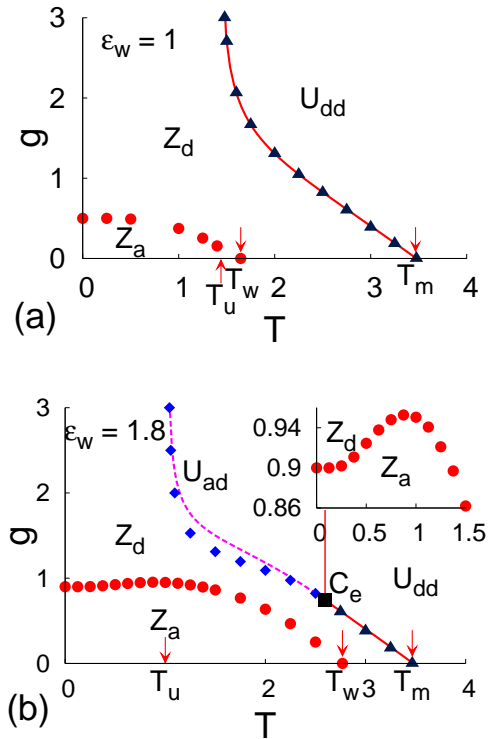 (a)
ε_w = 1
3
2
1
0
g
Z_d
Z_a
U_dd
T_u
T_w
T_m
0 1 2 3 4
T
(b)
ε_w = 1.8
3
2
1
0
g
U_ad
Z_d
Z_a
C_e
U_dd
T_u
T_w
T_m
0 2 3 4
T
0.94
0.9
0.86
Z_d
Z_a
0.0 0.5 1.0 1.5